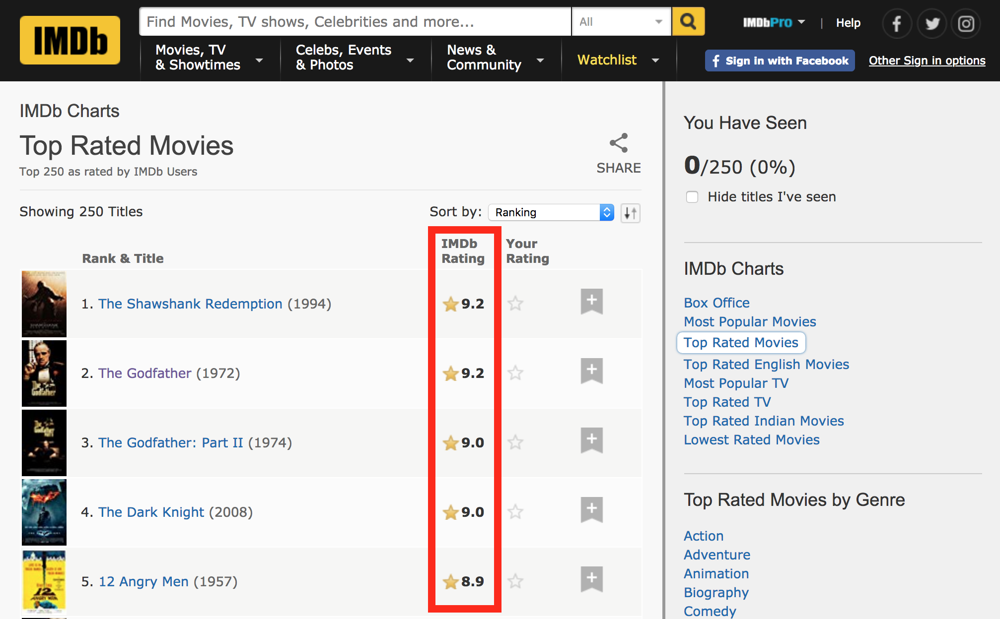 IMDb
Find Movies, TV shows, Celebrities and more...
All
IMDbPro
|
Help
Movies, TV
& Showtimes
Celebs, Events
& Photos
News &
Community
Watchlist
Sign in with Facebook
Other Sign in options
IMDb Charts
Top Rated Movies
Top 250 as rated by IMDb Users
SHARE
Showing 250 Titles
Sort by: Ranking
Rank & Title
IMDb
Rating
Your
Rating
1. The Shawshank Redemption (1994) 9.2
The Godfather
2. The Godfather (1972) 9.2
The Godfather
3. The Godfather: Part II (1974) 9.0
4. The Dark Knight (2008) 9.0
12
ANGRY MEN
5. 12 Angry Men (1957) 8.9
You Have Seen
0/250 (0%)
Hide titles I've seen
IMDb Charts
Box Office
Most Popular Movies
Top Rated Movies
Top Rated English Movies
Most Popular TV
Top Rated TV
Top Rated Indian Movies
Lowest Rated Movies
Top Rated Movies by Genre
Action
Adventure
Animation
Biography
Comedy